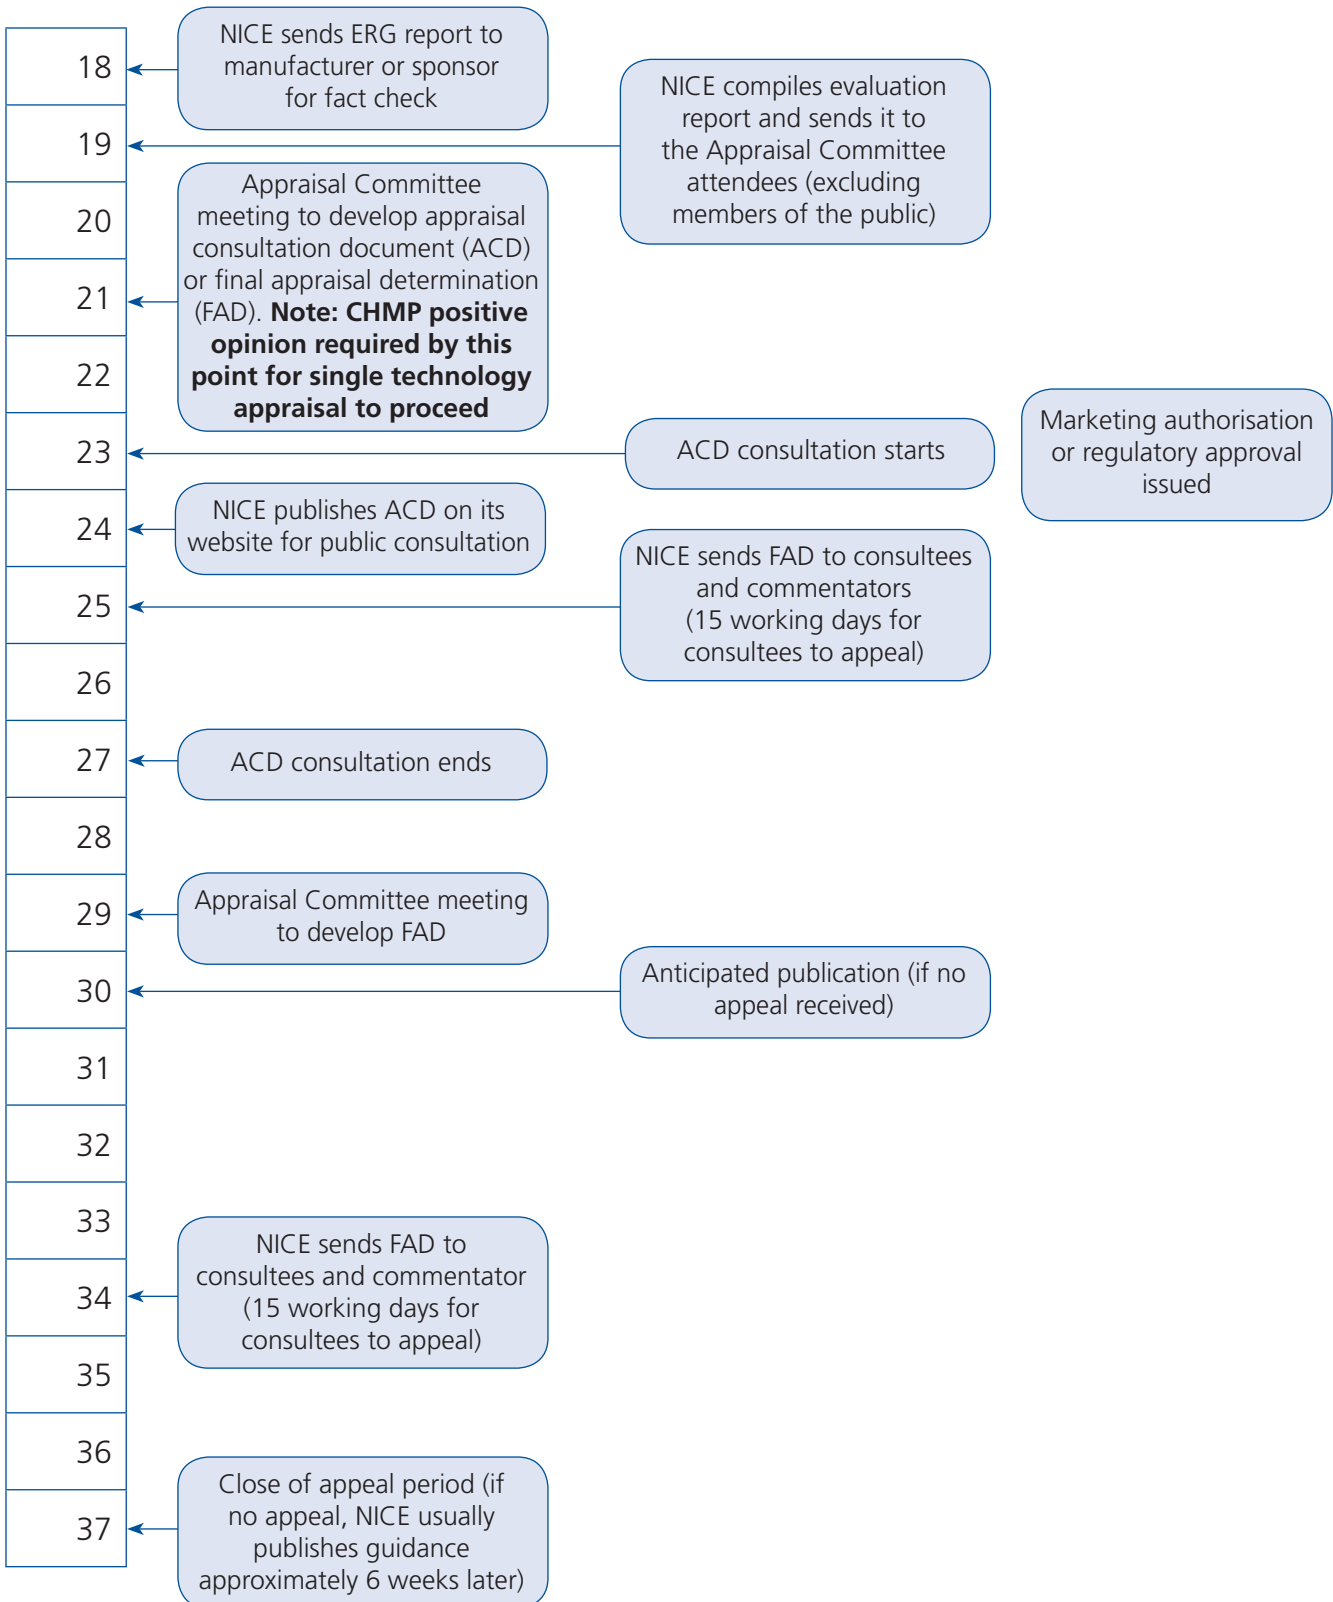 18
NICE sends ERG report to
manufacturer or sponsor
for fact check
19
NICE compiles evaluation
report and sends it to
the Appraisal Committee
attendees (excluding
members of the public)
20
21
Appraisal Committee
meeting to develop appraisal
consultation document (ACD)
or final appraisal determination
(FAD). Note: CHMP positive
opinion required by this
point for single technology
appraisal to proceed
22
23
ACD consultation starts
Marketing authorisation
or regulatory approval
issued
24
NICE publishes ACD on its
website for public consultation
25
NICE sends FAD to consultees
and commentators
(15 working days for
consultees to appeal)
26
27
ACD consultation ends
28
29
Appraisal Committee meeting
to develop FAD
30
Anticipated publication (if no
appeal received)
31
32
33
34
NICE sends FAD to
consultees and commentator
(15 working days for
consultees to appeal)
35
36
37
Close of appeal period (if
no appeal, NICE usually
publishes guidance
approximately 6 weeks later)